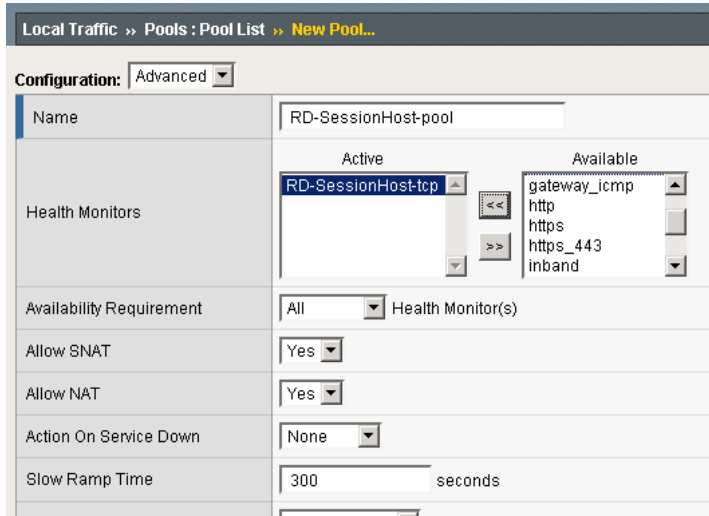 Local Traffic » Pools : Pool List » New Pool...
Configuration: Advanced
Name RD-SessionHost-pool
Active Available
Health Monitors
RD-SessionHost-tcp
<<
>>
gateway_icmp
http
https
https_443
inband
Availability Requirement All Health Monitor(s)
Allow SNAT Yes
Allow NAT Yes
Action On Service Down None
Slow Ramp Time 300 seconds